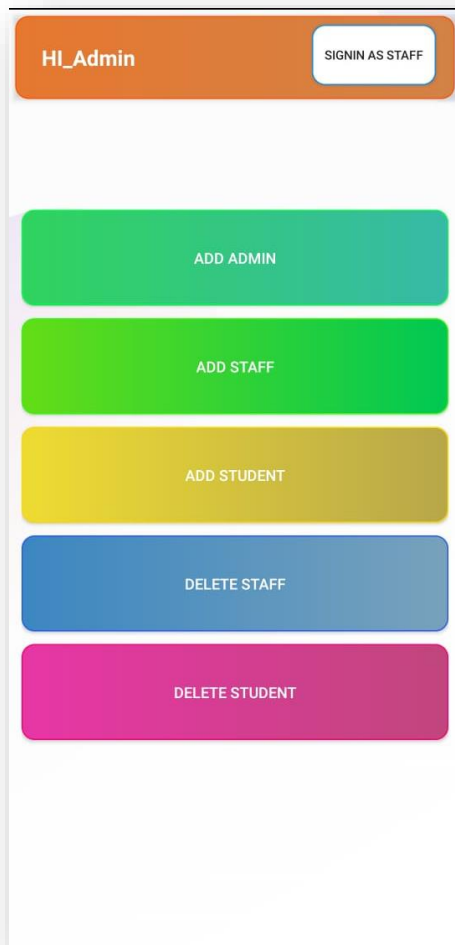 HI_Admin
SIGNIN AS STAFF
ADD ADMIN
ADD STAFF
ADD STUDENT
DELETE STAFF
DELETE STUDENT